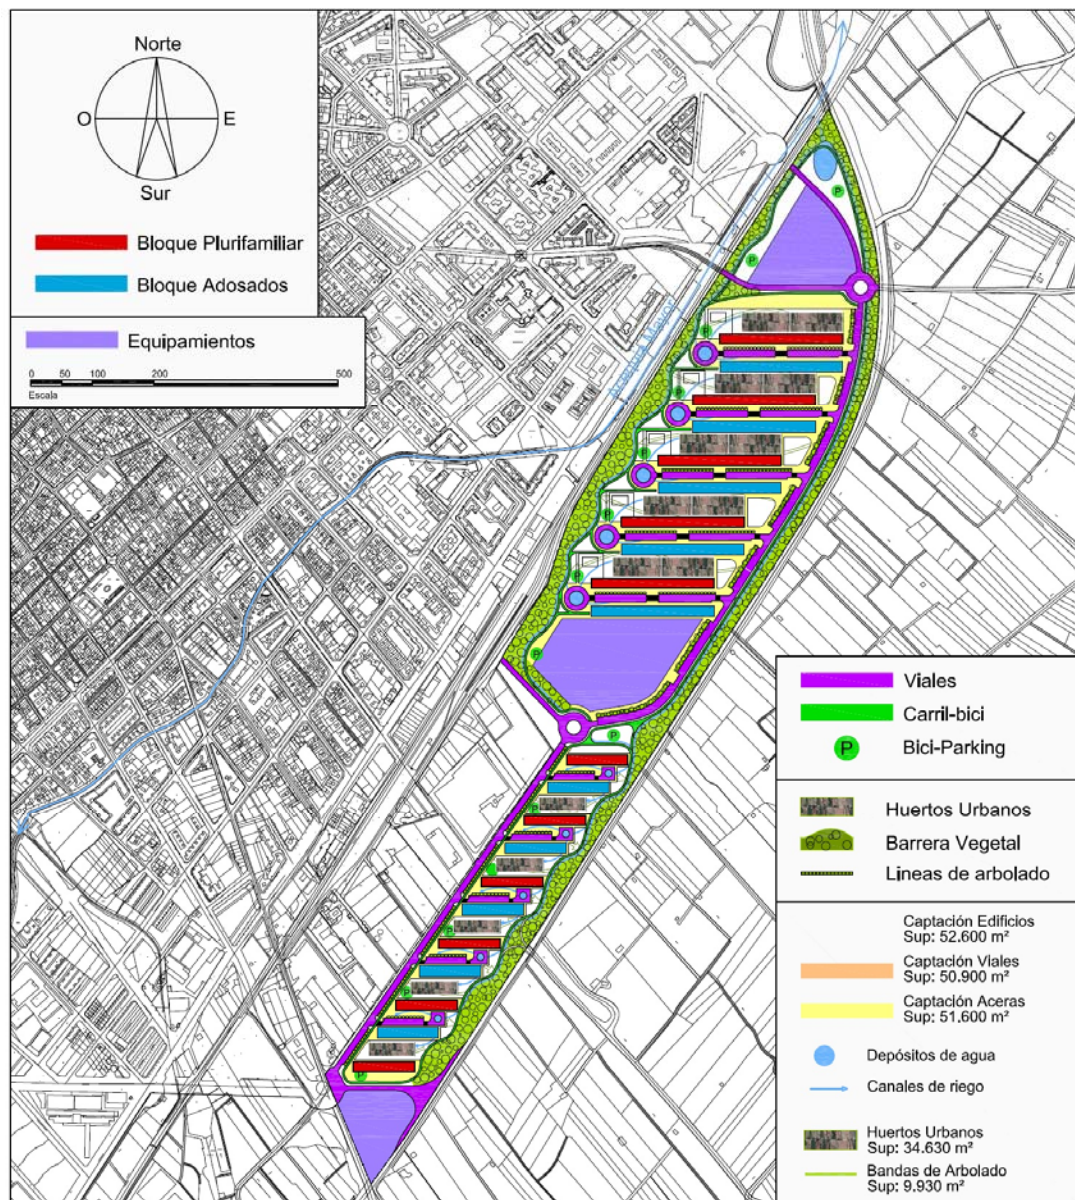 Norte
O
E
Sur
Bloque Plurifamiliar
Bloque Adosados
Equipamientos
0 50 100 200 500
Escala
Acequia Mayor
P
P
P
P
P
P
P
P
P
P
P
P
P
P
Viales
Carril-bici
P Bici-Parking
Huertos Urbanos
Barrera Vegetal
Lineas de arbolado
Captación Edificios
Sup: 52.600 m²
Captación Viales
Sup: 50.900 m²
Captación Aceras
Sup: 51.600 m²
Depósitos de agua
Canales de riego
Huertos Urbanos
Sup: 34.630 m²
Bandas de Arbolado
Sup: 9.930 m²